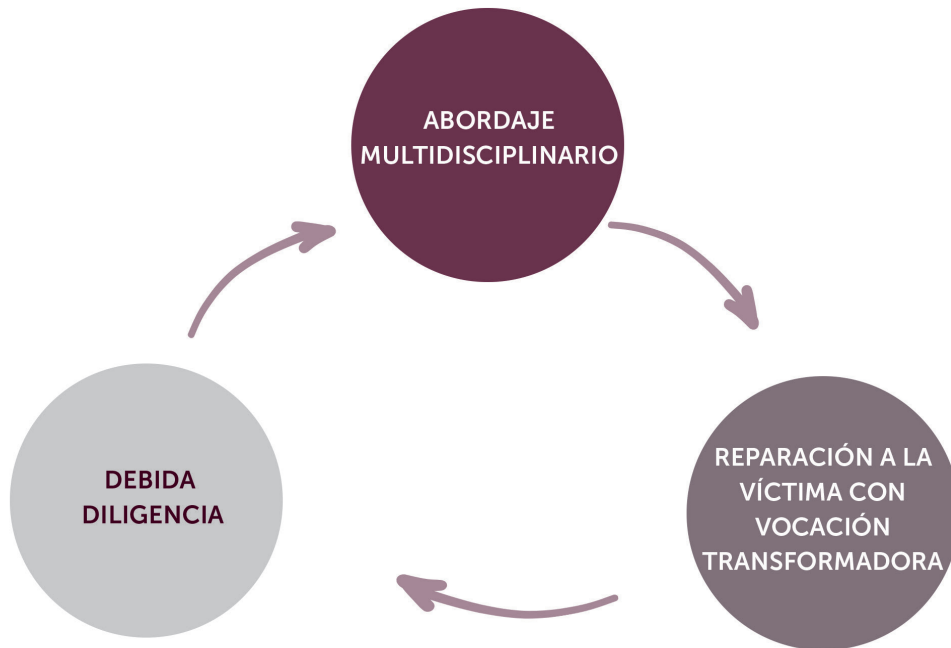 ABORDAJE
MULTIDISCIPLINARIO
REPARACIÓN A LA
VÍCTIMA CON
VOCACIÓN
TRANSFORMADORA
DEBIDA
DILIGENCIA